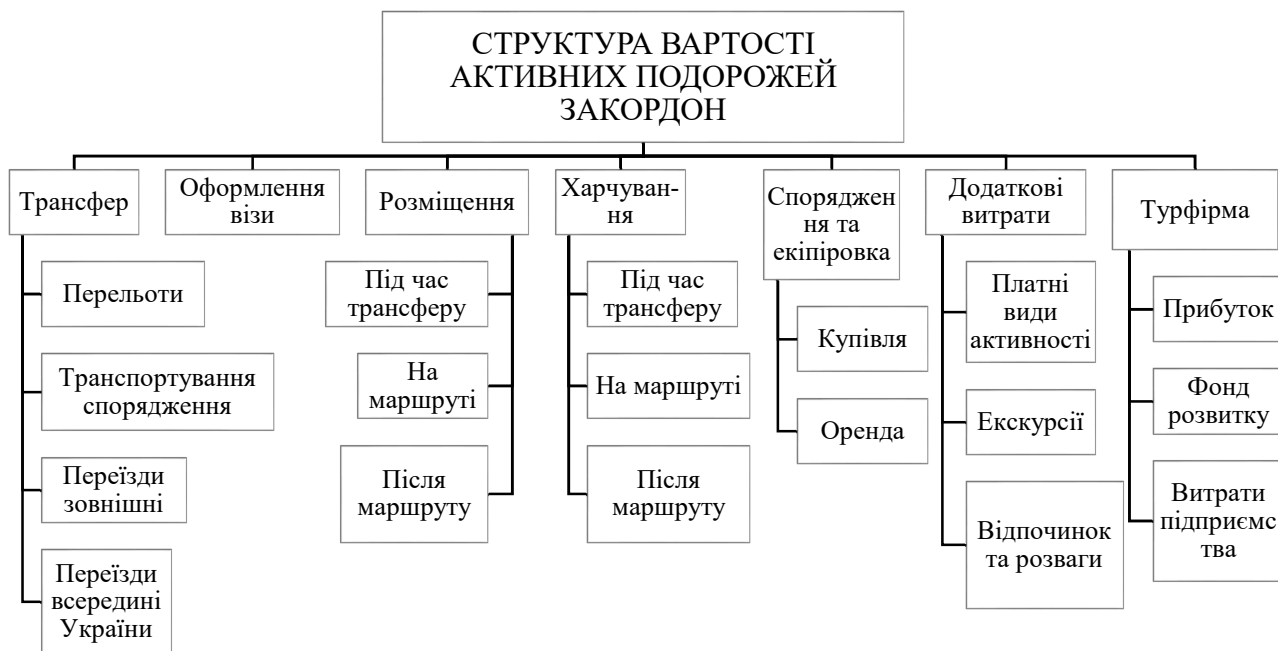 СТРУКТУРА ВАРТОСТІ
АКТИВНИХ ПОДОРОЖЕЙ
ЗАКОРДОН
Трансфер
Перельоти
Транспортування
спорядження
Переїзди
зовнішні
Переїзди
всередині
України
Оформлення
візи
Розміщення
Під час
трансферу
На
маршруті
Після
маршруту
Харчуван-
ня
Під час
трансферу
На маршруті
Після
маршруту
Споряджен
ня та
екіпіровка
Купівля
Оренда
Додаткові
витрати
Платні
види
активності
Екскурсії
Відпочинок
та розваги
Турфірма
Прибуток
Фонд
розвитку
Витрати
підприємс
тва